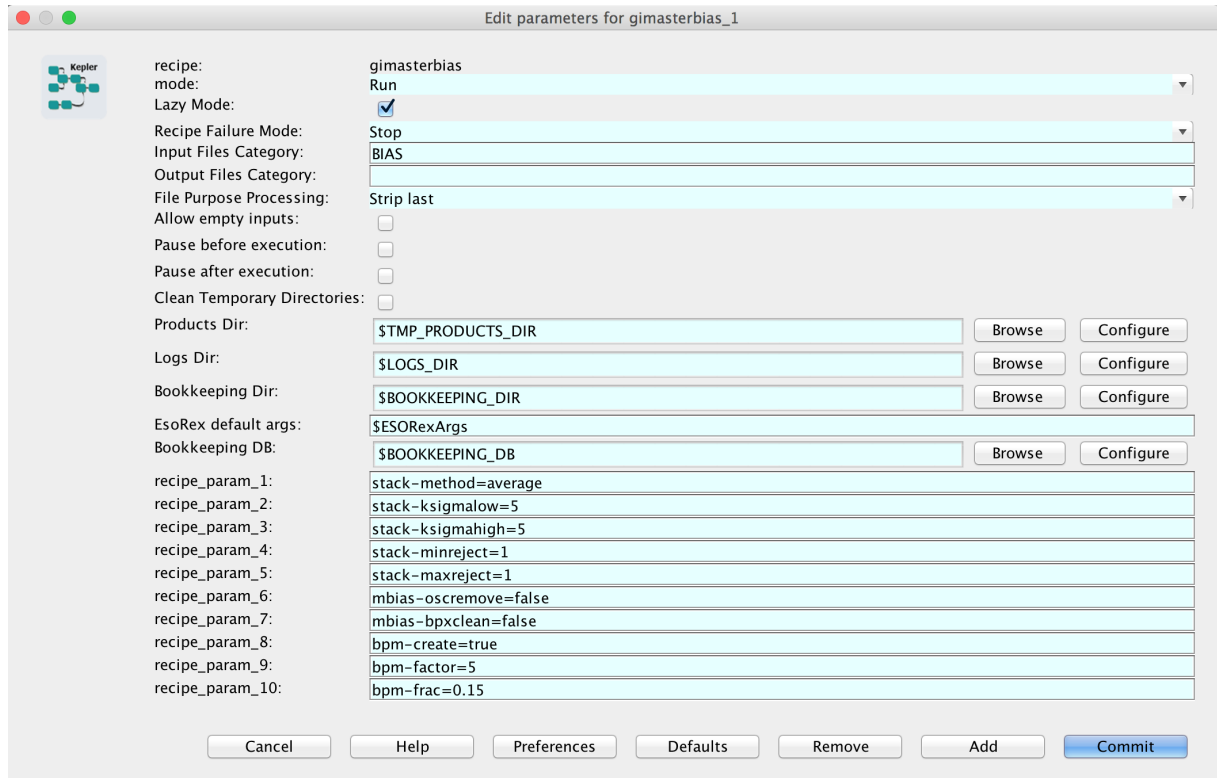 Edit parameters for gimasterbias_1
Kepler
recipe: gimasterbias
mode: Run
Lazy Mode:
Recipe Failure Mode: Stop
Input Files Category: BIAS
Output Files Category:
File Purpose Processing: Strip last
Allow empty inputs:
Pause before execution:
Pause after execution:
Clean Temporary Directories:
Products Dir: $TMP_PRODUCTS_DIR Browse Configure
Logs Dir: $LOGS_DIR Browse Configure
Bookkeeping Dir: $BOOKKEEPING_DIR Browse Configure
EsoRex default args: $ESORexArgs
Bookkeeping DB: $BOOKKEEPING_DB Browse Configure
recipe_param_1: stack-method=average
recipe_param_2: stack-ksigmalow=5
recipe_param_3: stack-ksigmahigh=5
recipe_param_4: stack-minreject=1
recipe_param_5: stack-maxreject=1
recipe_param_6: mbias-oscremove=false
recipe_param_7: mbias-bpxclean=false
recipe_param_8: bpm-create=true
recipe_param_9: bpm-factor=5
recipe_param_10: bpm-frac=0.15
Cancel Help Preferences Defaults Remove Add Commit